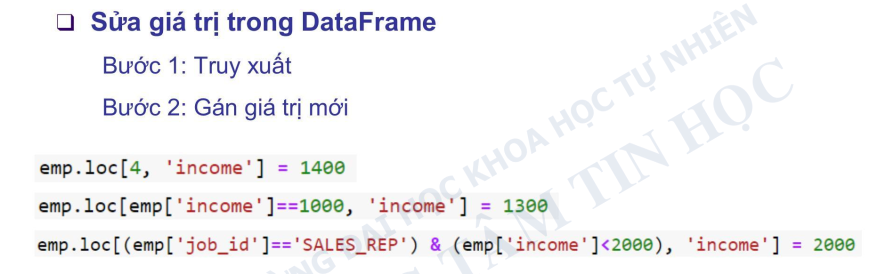 Sửa giá trị trong DataFrame
Bước 1: Truy xuất
Bước 2: Gán giá trị mới
emp.loc[4, 'income'] = 1400
emp.loc[emp['income']==1000, 'income'] = 1300
emp.loc[(emp['job_id']=='SALES_REP') & (emp['income']<2000), 'income'] = 2000
ĐẠI HỌC KHOA HỌC TỰ NHIÊN
TÂM TIN HỌC